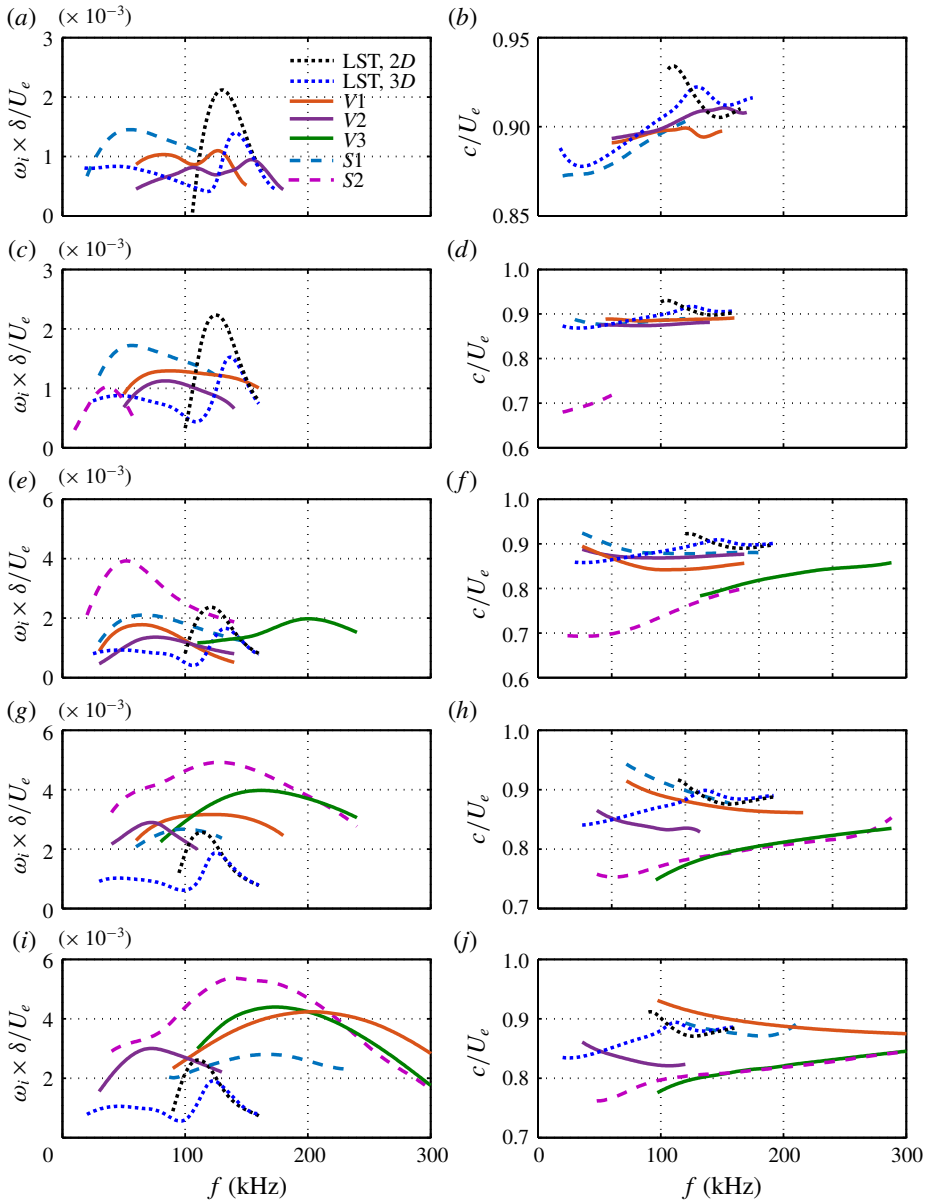 (a) (× 10⁻³)
ωᵢ × δ/Uₑ
3
2
1
0
LST, 2D
LST, 3D
V1
V2
V3
S1
S2
(b)
c/Uₑ
0.95
0.90
0.85
(c) (× 10⁻³)
ωᵢ × δ/Uₑ
3
2
1
0
(d)
c/Uₑ
1.0
0.9
0.8
0.7
0.6
(e) (× 10⁻³)
ωᵢ × δ/Uₑ
6
4
2
0
(f)
c/Uₑ
1.0
0.9
0.8
0.7
0.6
(g) (× 10⁻³)
ωᵢ × δ/Uₑ
6
4
2
0
(h)
c/Uₑ
1.0
0.9
0.8
0.7
(i) (× 10⁻³)
ωᵢ × δ/Uₑ
6
4
2
0 100 200 300
f (kHz)
(j)
c/Uₑ
1.0
0.9
0.8
0.7
0 100 200 300
f (kHz)